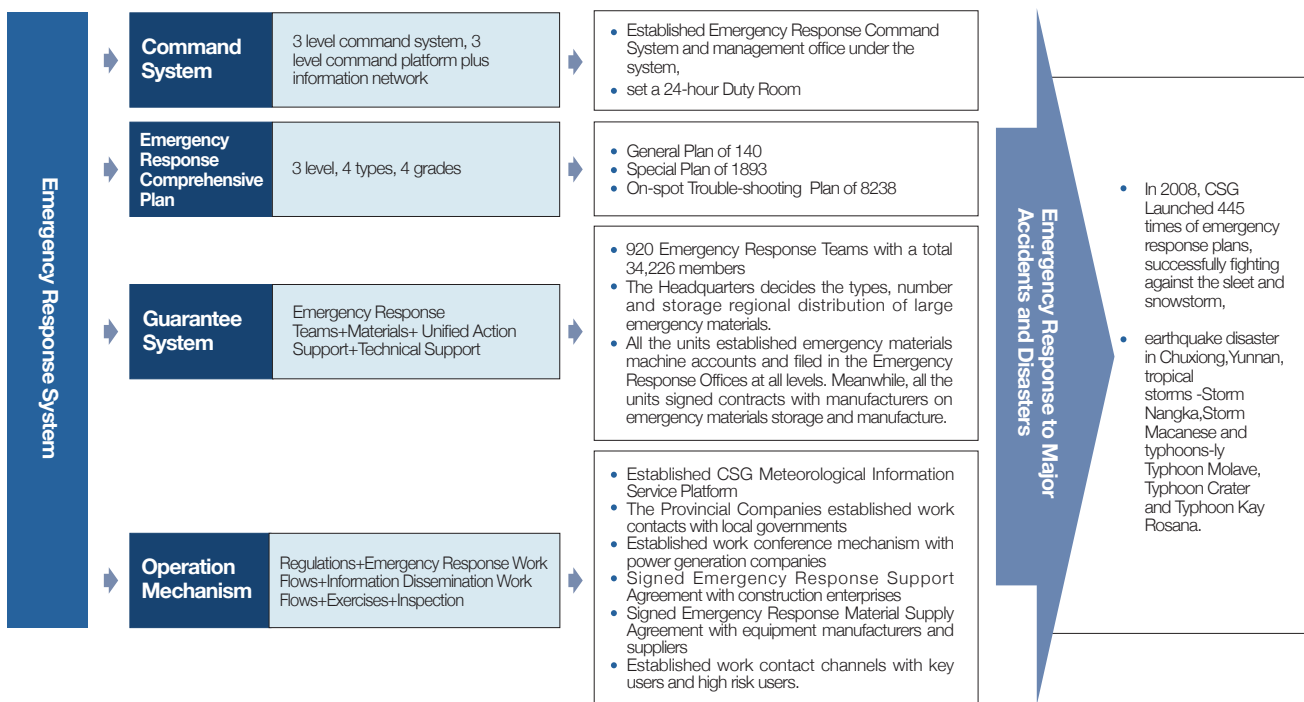 Emergency Response System
Command
System
3 level command system, 3
level command platform plus
information network
• Established Emergency Response Command
System and management office under the
system,
• set a 24-hour Duty Room
Emergency
Response
Comprehensive
Plan
3 level, 4 types, 4 grades
• General Plan of 140
• Special Plan of 1893
• On-spot Trouble-shooting Plan of 8238
Guarantee
System
Emergency Response
Teams+Materials+ Unified Action
Support+Technical Support
• 920 Emergency Response Teams with a total
34,226 members
• The Headquarters decides the types, number
and storage regional distribution of large
emergency materials.
• All the units established emergency materials
machine accounts and filed in the Emergency
Response Offices at all levels. Meanwhile, all the
units signed contracts with manufacturers on
emergency materials storage and manufacture.
Operation
Mechanism
Regulations+Emergency Response Work
Flows+Information Dissemination Work
Flows+Exercises+Inspection
• Established CSG Meteorological Information
Service Platform
• The Provincial Companies established work
contacts with local governments
• Established work conference mechanism with
power generation companies
• Signed Emergency Response Support
Agreement with construction enterprises
• Signed Emergency Response Material Supply
Agreement with equipment manufacturers and
suppliers
• Established work contact channels with key
users and high risk users.
Emergency Response to Major
Accidents and Disasters
• In 2008, CSG
Launched 445
times of emergency
response plans,
successfully fighting
against the sleet and
snowstorm,
• earthquake disaster
in Chuxiong,Yunnan,
tropical
storms -Storm
Nangka,Storm
Macanese and
typhoons-ly
Typhoon Molave,
Typhoon Crater
and Typhoon Kay
Rosana.